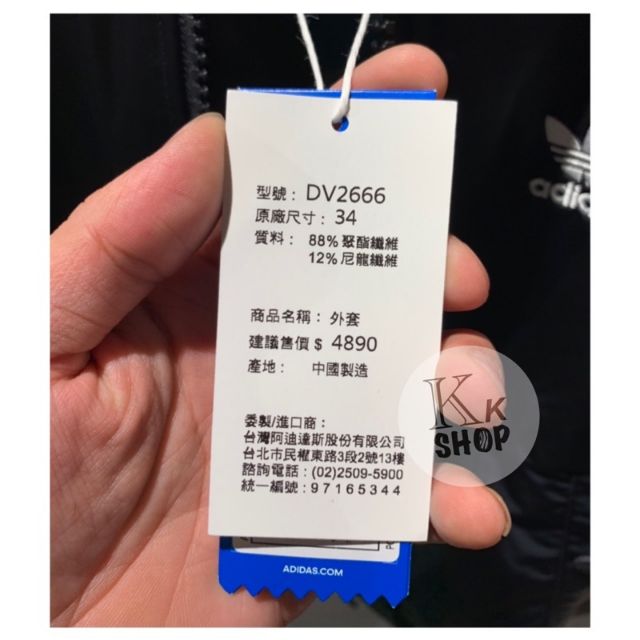 型號： DV2666
原廠尺寸： 34
質料： 88% 聚酯纖維
12% 尼龍纖維
商品名稱： 外套
建議售價 $ 4890
產地： 中國製造
委製/進口商：
台灣阿迪達斯股份有限公司
台北市民權東路3段2號13樓
諮詢電話：(02)2509-5900
統一編號：97165344
ADIDAS.COM
adid
KK
SHOP